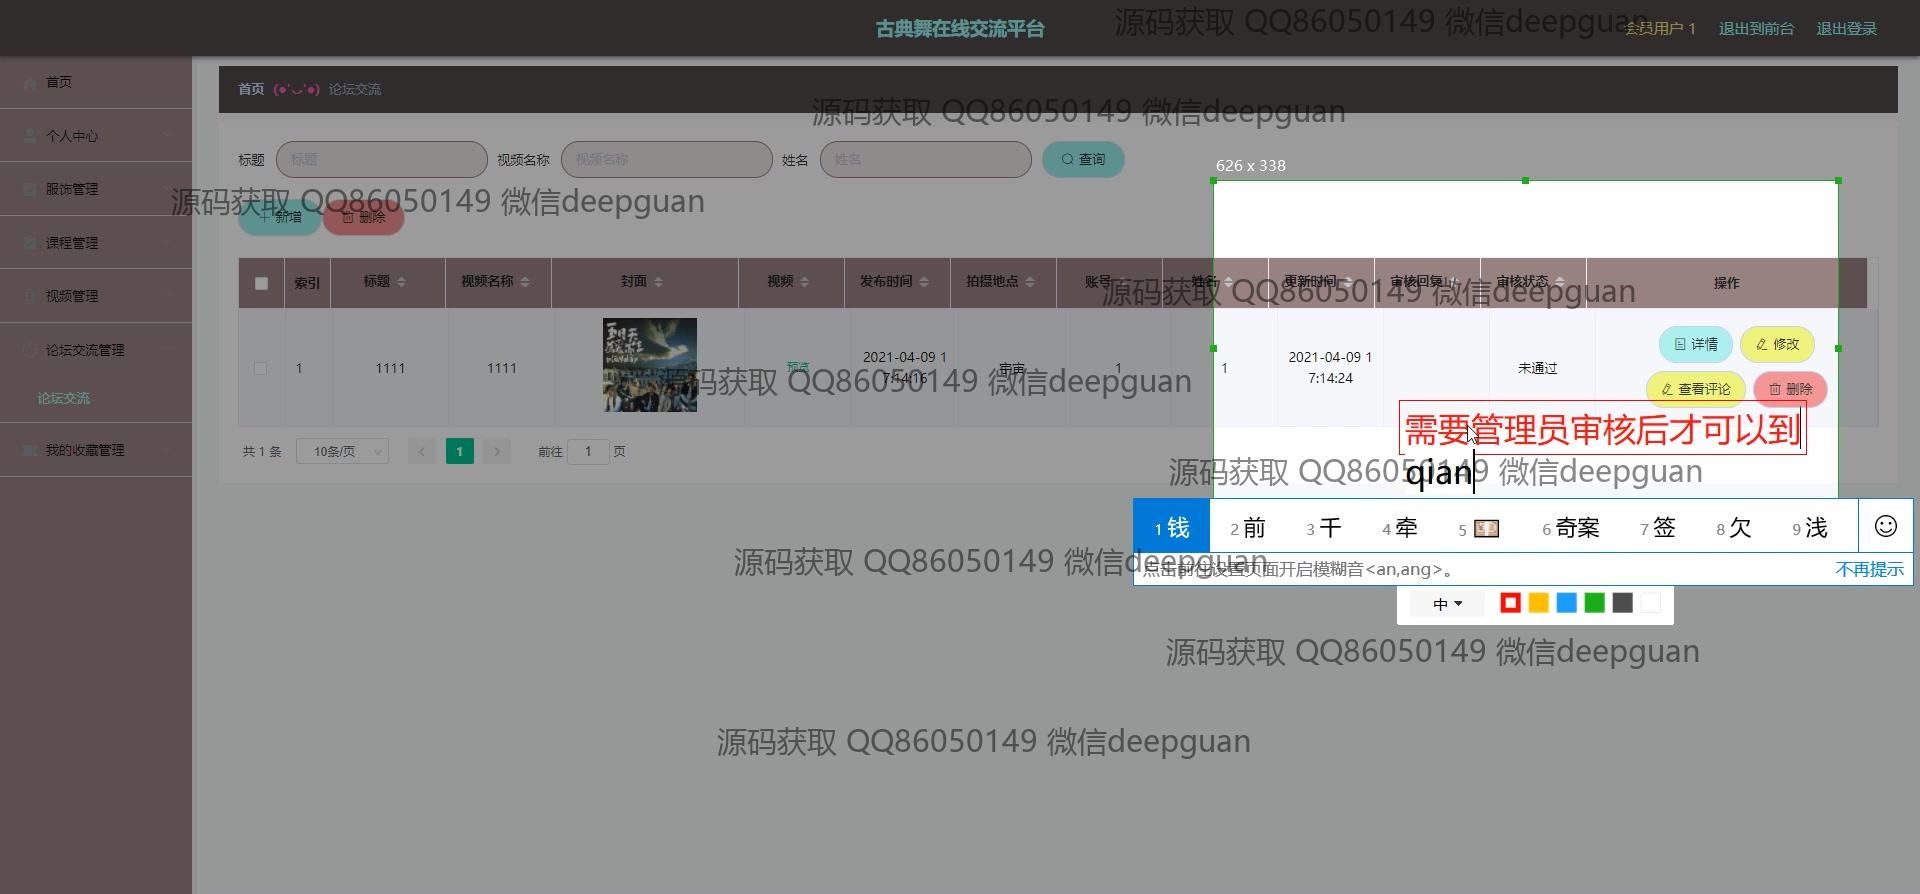 古典舞在线交流平台
会员用户 1
退出到前台
退出登录
源码获取 QQ86050149 微信deepguan
首页
个人中心
服饰管理
课程管理
视频管理
论坛交流管理
论坛交流
我的收藏管理
首页 (●'◡'●) 论坛交流
源码获取 QQ86050149 微信deepguan
标题 标题
视频名称 视频名称
姓名 姓名
查询
626 x 338
源码获取 QQ86050149 微信deepguan
+ 新增
删除
索引 标题 视频名称 封面 视频 发布时间 拍摄地点 账号 姓名 更新时间 审核回复 审核状态 操作
源码获取 QQ86050149 微信deepguan
1 1111 1111 预览 2021-04-09 1
7:14:16 宇宙 1 1 2021-04-09 1
7:14:24 未通过
详情
修改
查看评论
删除
源码获取 QQ86050149 微信deepguan
需要管理员审核后才可以到
qian
共 1 条
10条/页
1
前往 1 页
源码获取 QQ86050149 微信deepguan
1 钱 2 前 3 千 4 牵 5 6 奇案 7 签 8 欠 9 浅
源码获取 QQ86050149 微信deepguan
点击前往设置页面开启模糊音<an,ang>。
不再提示
中
源码获取 QQ86050149 微信deepguan
源码获取 QQ86050149 微信deepguan